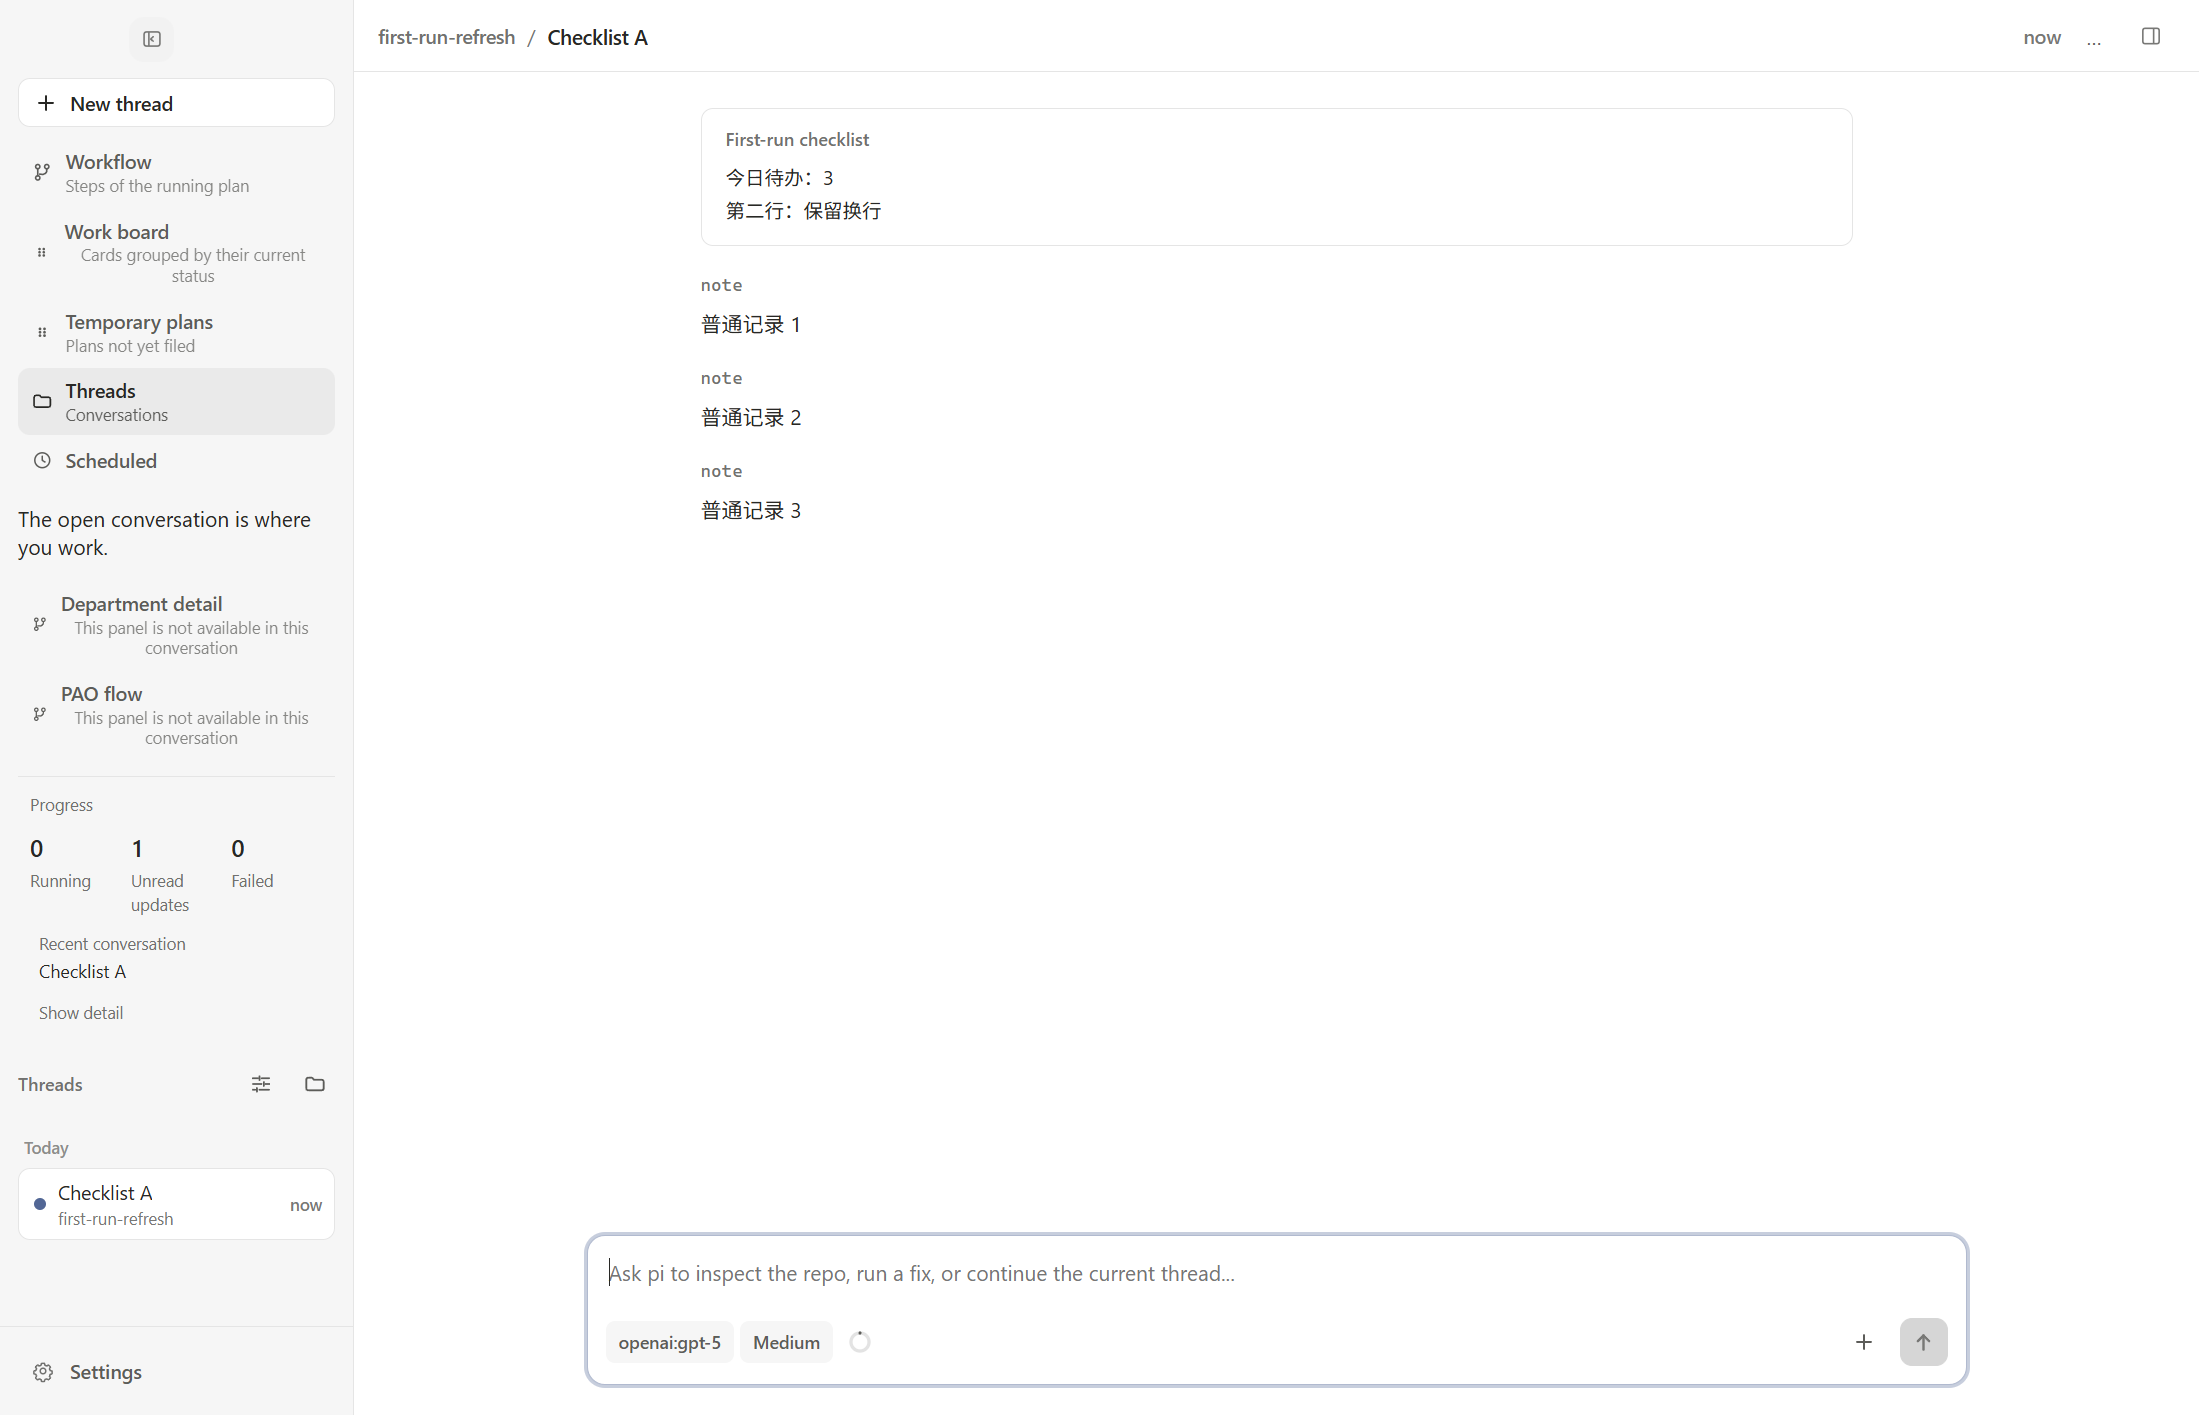 New thread
Workflow
Steps of the running plan
Work board
Cards grouped by their current
status
Temporary plans
Plans not yet filed
Threads
Conversations
Scheduled
The open conversation is where
you work.
Department detail
This panel is not available in this
conversation
PAO flow
This panel is not available in this
conversation
Progress
0 1 0
Running Unread Failed
updates
Recent conversation
Checklist A
Show detail
Threads
Today
Checklist A
first-run-refresh now
Settings
first-run-refresh / Checklist A now ...
First-run checklist
今日待办：3
第二行：保留换行
note
普通记录 1
note
普通记录 2
note
普通记录 3
Ask pi to inspect the repo, run a fix, or continue the current thread...
openai:gpt-5 Medium